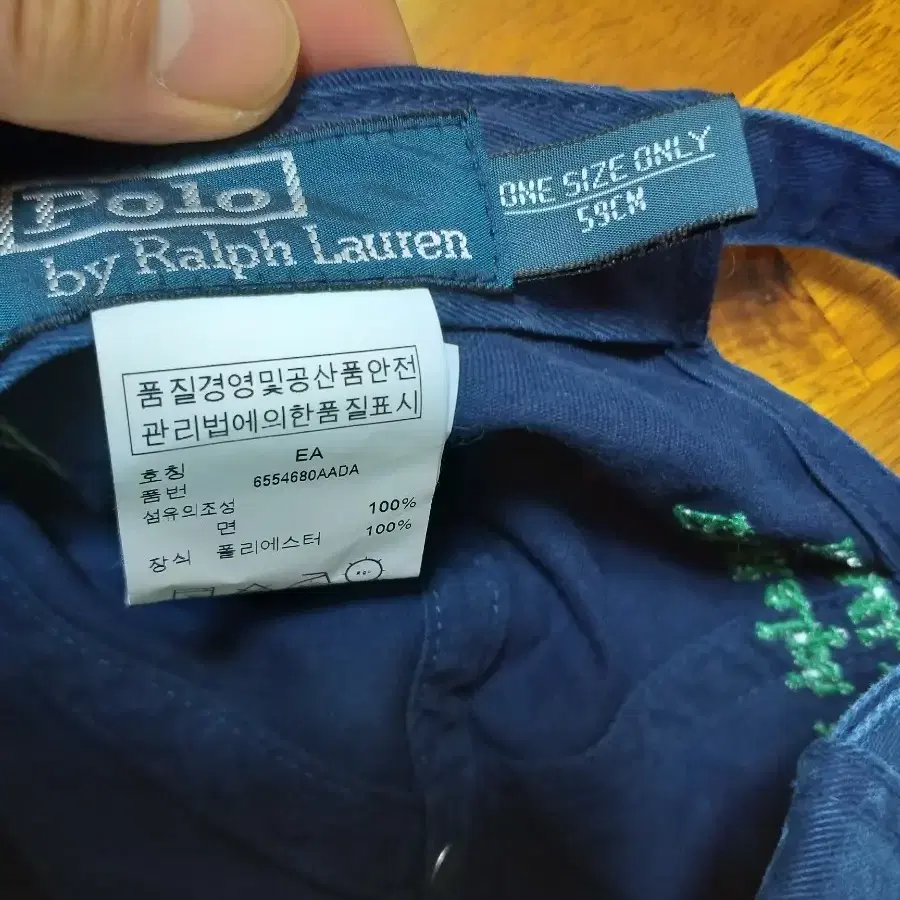 Polo
by Ralph Lauren
ONE SIZE ONLY
59CM
품질경영및공산품안전
관리법에의한품질표시
호칭 EA
품번 6554680AADA
섬유의조성
면 100%
장식 폴리에스터 100%